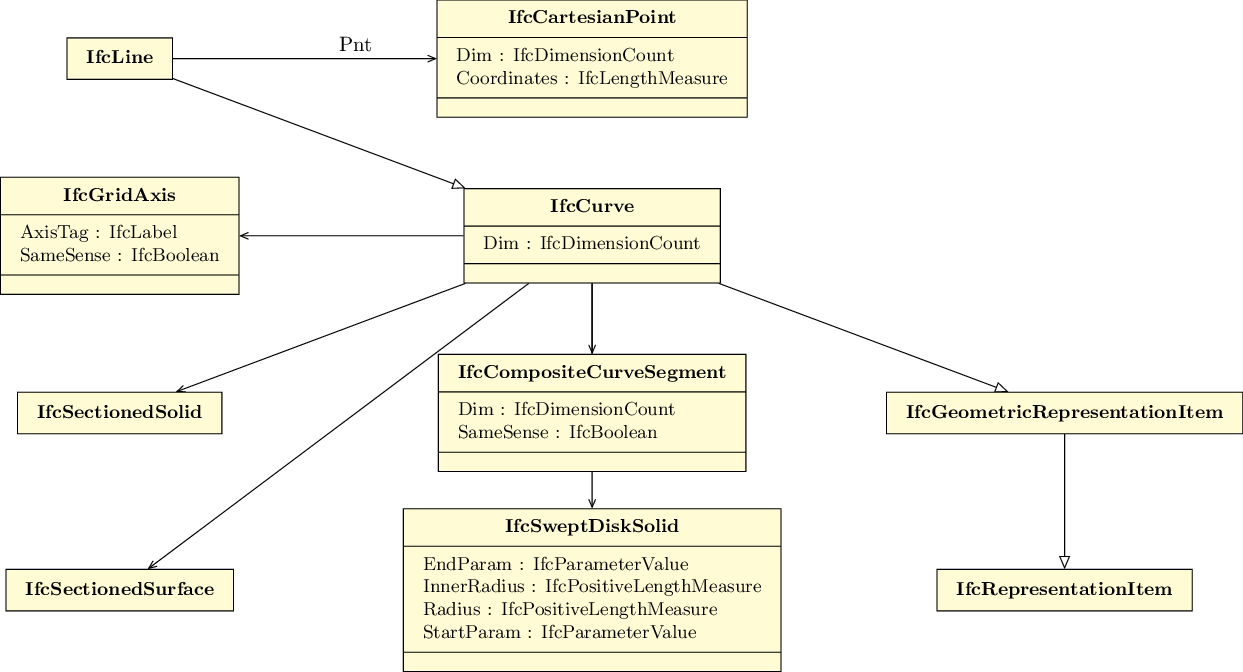 IfcLine
Pnt
IfcCartesianPoint
Dim : IfcDimensionCount
Coordinates : IfcLengthMeasure
IfcGridAxis
AxisTag : IfcLabel
SameSense : IfcBoolean
IfcCurve
Dim : IfcDimensionCount
IfcSectionedSolid
IfcCompositeCurveSegment
Dim : IfcDimensionCount
SameSense : IfcBoolean
IfcGeometricRepresentationItem
IfcSectionedSurface
IfcSweptDiskSolid
EndParam : IfcParameterValue
InnerRadius : IfcPositiveLengthMeasure
Radius : IfcPositiveLengthMeasure
StartParam : IfcParameterValue
IfcRepresentationItem